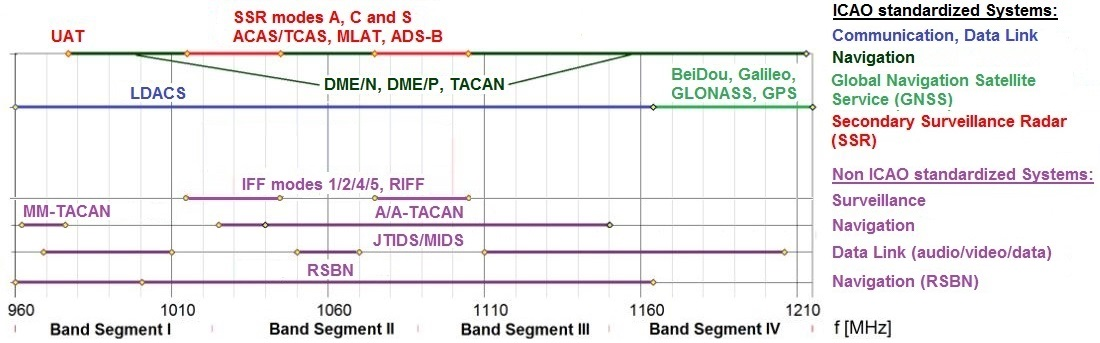 SSR modes A, C and S
UAT
ACAS/TCAS, MLAT, ADS-B
DME/N, DME/P, TACAN
BeiDou, Galileo,
LDACS
GLONASS, GPS
IFF modes 1/2/4/5, RIFF
MM-TACAN
A/A-TACAN
JTIDS/MIDS
RSBN
960
1010
1060
1110
1160
1210
Band Segment I
Band Segment II
Band Segment III
Band Segment IV
f [MHz]
ICAO standardized Systems:
Communication, Data Link
Navigation
Global Navigation Satellite
Service (GNSS)
Secondary Surveillance Radar
(SSR)
Non ICAO standardized Systems:
Surveillance
Navigation
Data Link (audio/video/data)
Navigation (RSBN)